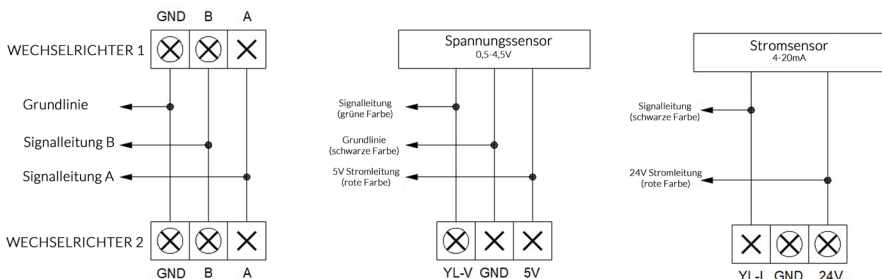 GND B A
WECHSELRICHTER 1
Grundlinie
Signalleitung B
Signalleitung A
WECHSELRICHTER 2
GND B A
Spannungssensor
0,5-4,5V
Signalleitung
(grüne Farbe)
Grundlinie
(schwarze Farbe)
5V Stromleitung
(rote Farbe)
YL-V GND 5V
Stromsensor
4-20mA
Signalleitung
(schwarze Farbe)
24V Stromleitung
(rote Farbe)
YL-I GND 24V